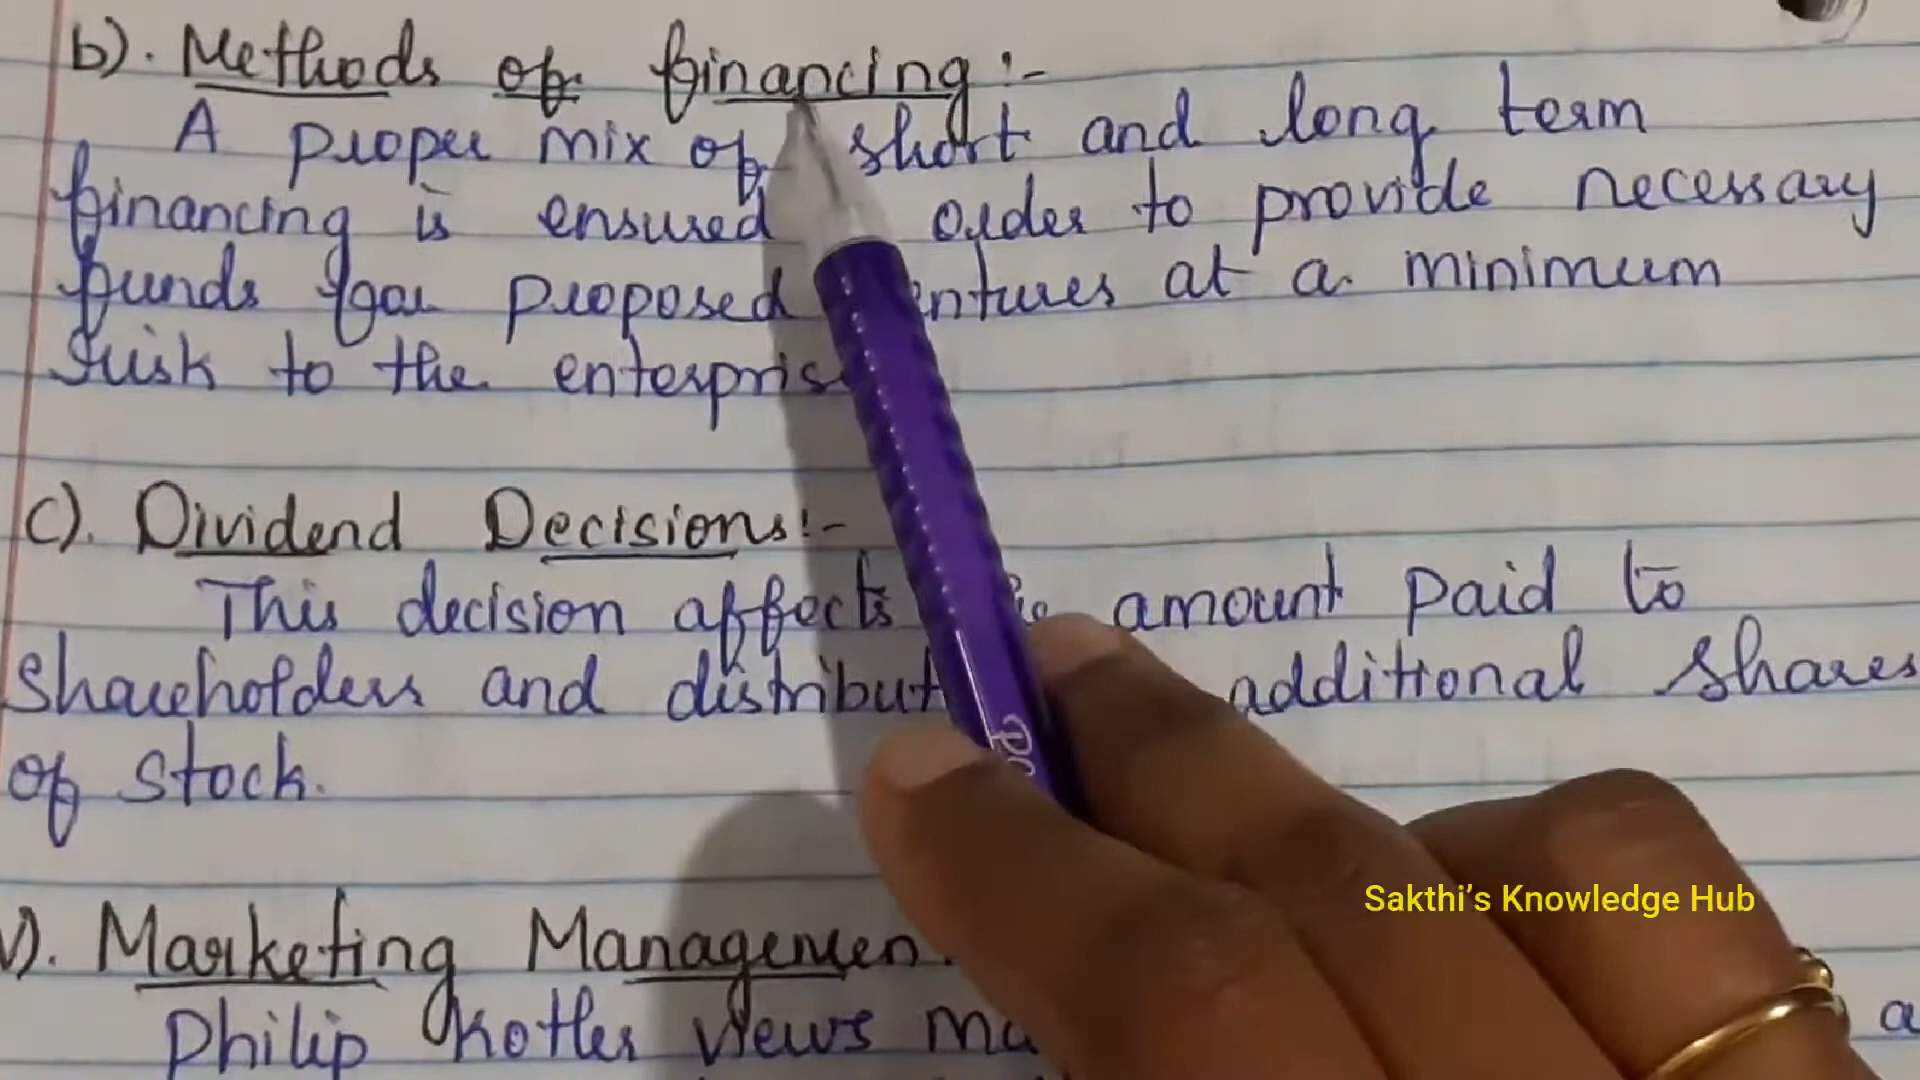 b). Methods of financing:-
A proper mix of short and long term
financing is ensured order to provide necessary
funds for proposed entures at a minimum
risk to the enterpris
c). Dividend Decisions:-
This decision affects amount paid to
shareholders and distribut additional shares
of stock.
V). Marketing Managemen
Philip Kotler views ma a
Sakthi's Knowledge Hub